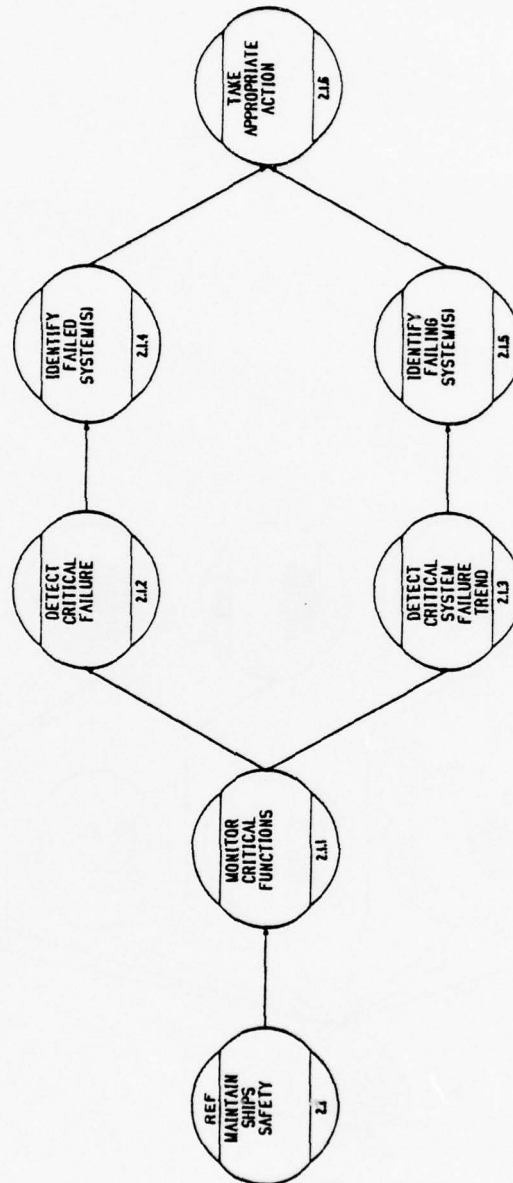 REF
MAINTAIN
SHIPS
SAFETY
2.1
MONITOR
CRITICAL
FUNCTIONS
2.1.1
DETECT
CRITICAL
FAILURE
2.1.2
IDENTIFY
FAILED
SYSTEM(S)
2.1.4
DETECT
CRITICAL
SYSTEM
FAILURE
TREND
2.1.3
IDENTIFY
FAILING
SYSTEM(S)
2.1.5
TAKE
APPROPRIATE
ACTION
2.1.6